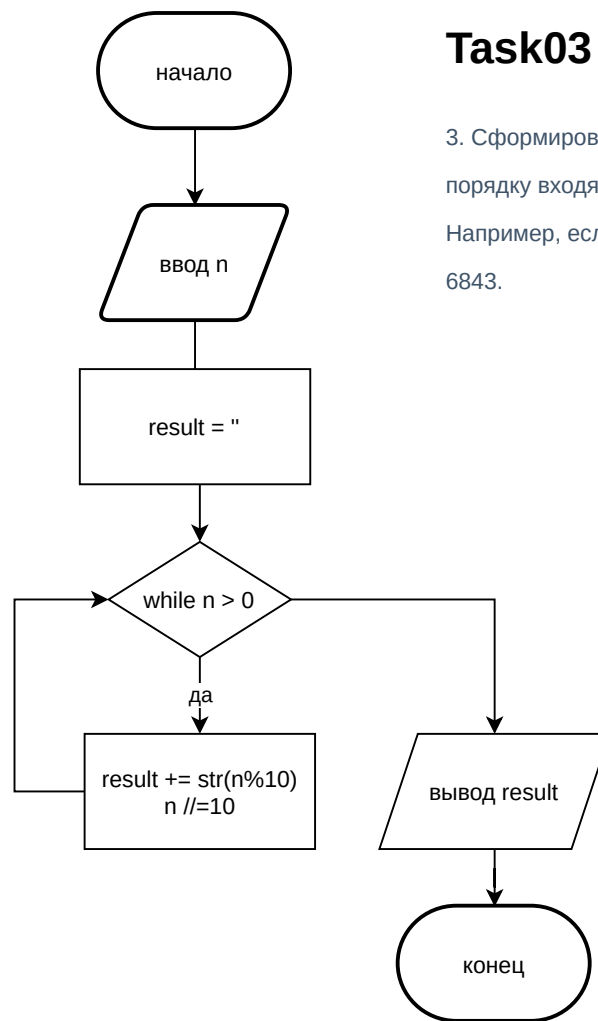 Task03
3. Сформиров
порядку входя
Например, есл
6843.
начало
ввод n
result = ''
while n > 0
да
result += str(n%10)
n //=10
вывод result
конец